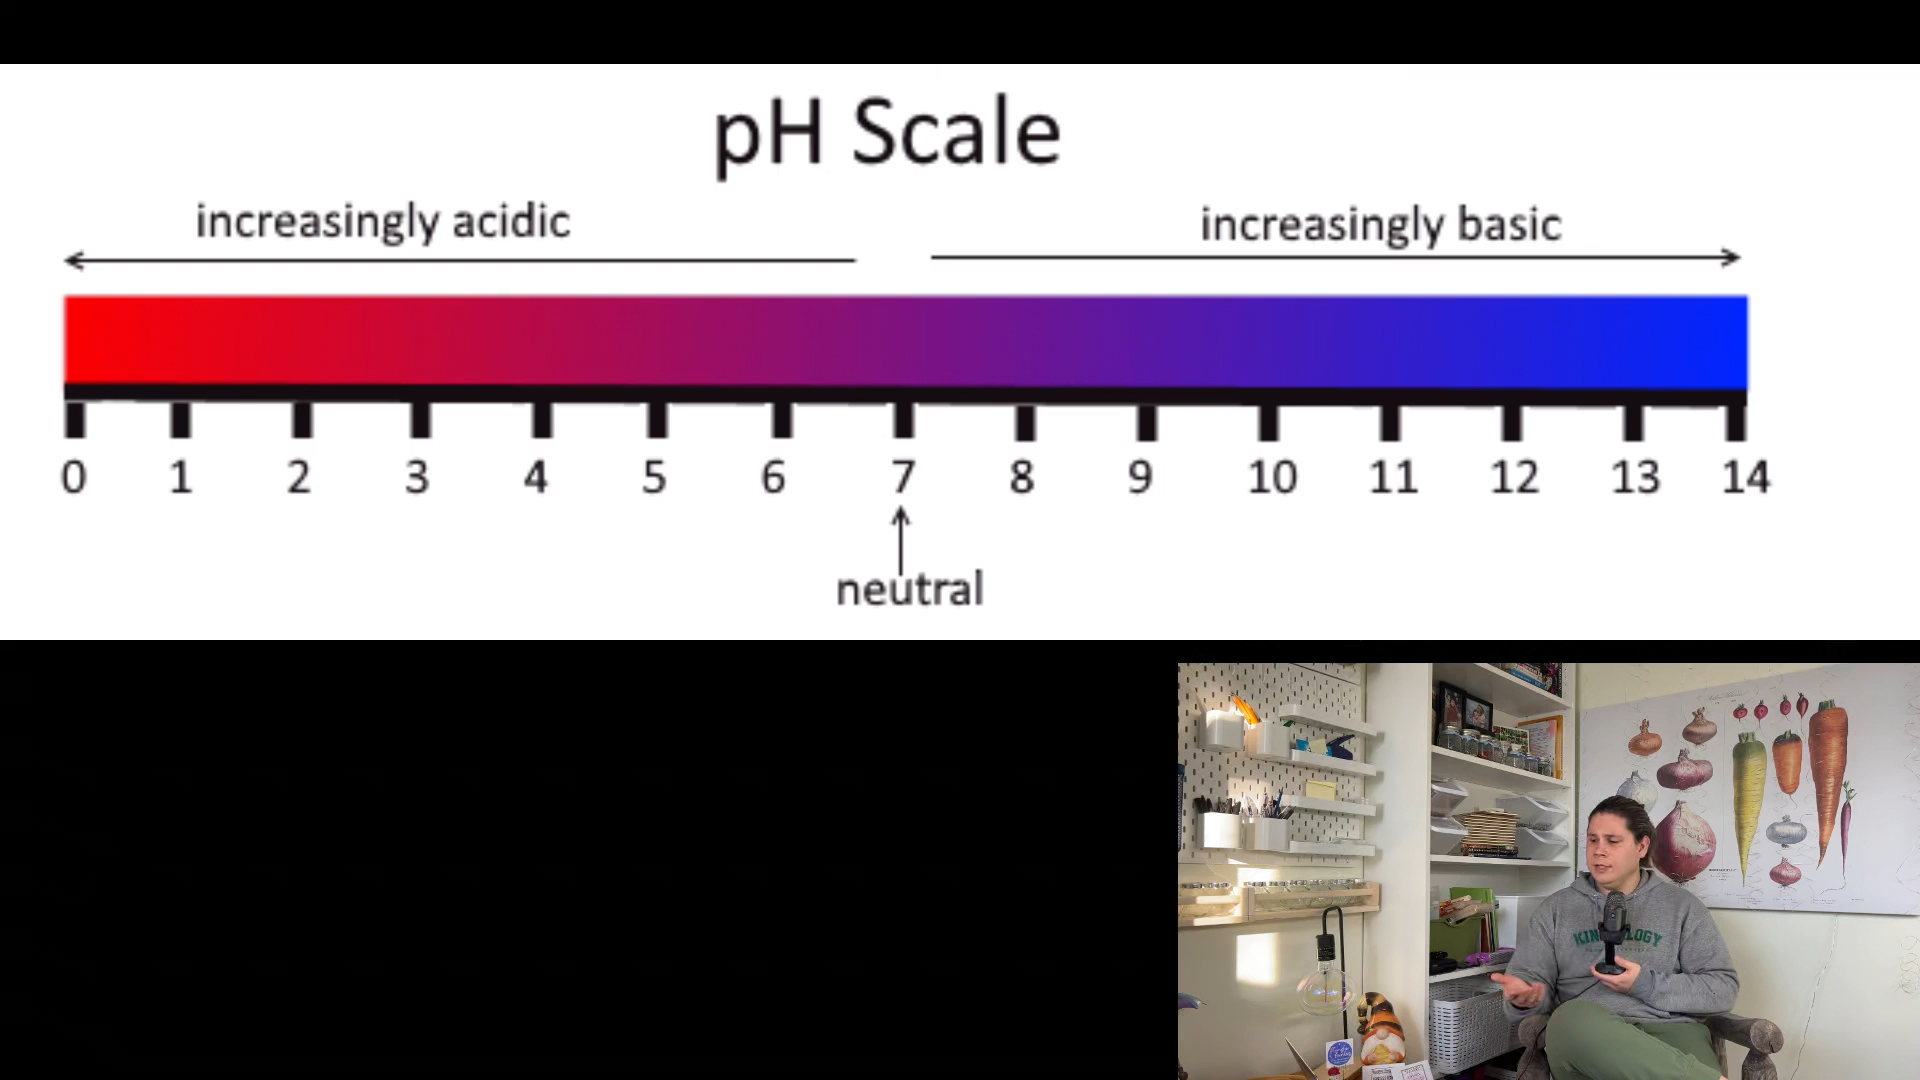 pH Scale
increasingly acidic
increasingly basic
0 1 2 3 4 5 6 7 8 9 10 11 12 13 14
neutral